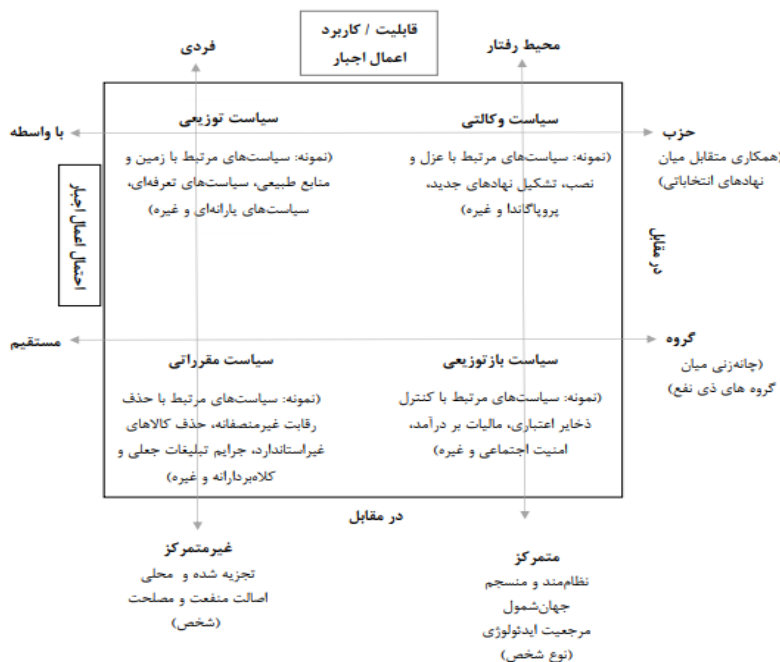 قابلیت / کاربرد
اعمال اجبار
محیط رفتار
فردی
سیاست وکالتی
سیاست توزیعی
حزب
(همکاری متقابل میان
نهادهای انتخاباتی)
با واسطه
(نمونه: سیاست‌های مرتبط با عزل و
نصب، تشکیل نهادهای جدید،
پروپاگاندا و غیره)
(نمونه: سیاست‌های مرتبط با زمین و
منابع طبیعی، سیاست‌های تعرفه‌ای،
سیاست‌های یارانه‌ای و غیره)
در مقابل
احتمال اعمال اجبار
گروه
(چانه‌زنی میان
گروه های ذی نفع)
مستقیم
سیاست بازتوزیعی
سیاست مقرراتی
(نمونه: سیاست‌های مرتبط با کنترل
ذخایر اعتباری، مالیات بر درآمد،
امنیت اجتماعی و غیره)
(نمونه: سیاست‌های مرتبط با حذف
رقابت غیرمنصفانه، حذف کالاهای
غیراستاندارد، جرایم تبلیغات جعلی و
کلاه‌بردارانه و غیره)
در مقابل
متمرکز
نظام‌مند و منسجم
جهان‌شمول
مرجعیت ایدئولوژی
(نوع شخص)
غیرمتمرکز
تجزیه شده و محلی
اصالت منفعت و مصلحت
(شخص)